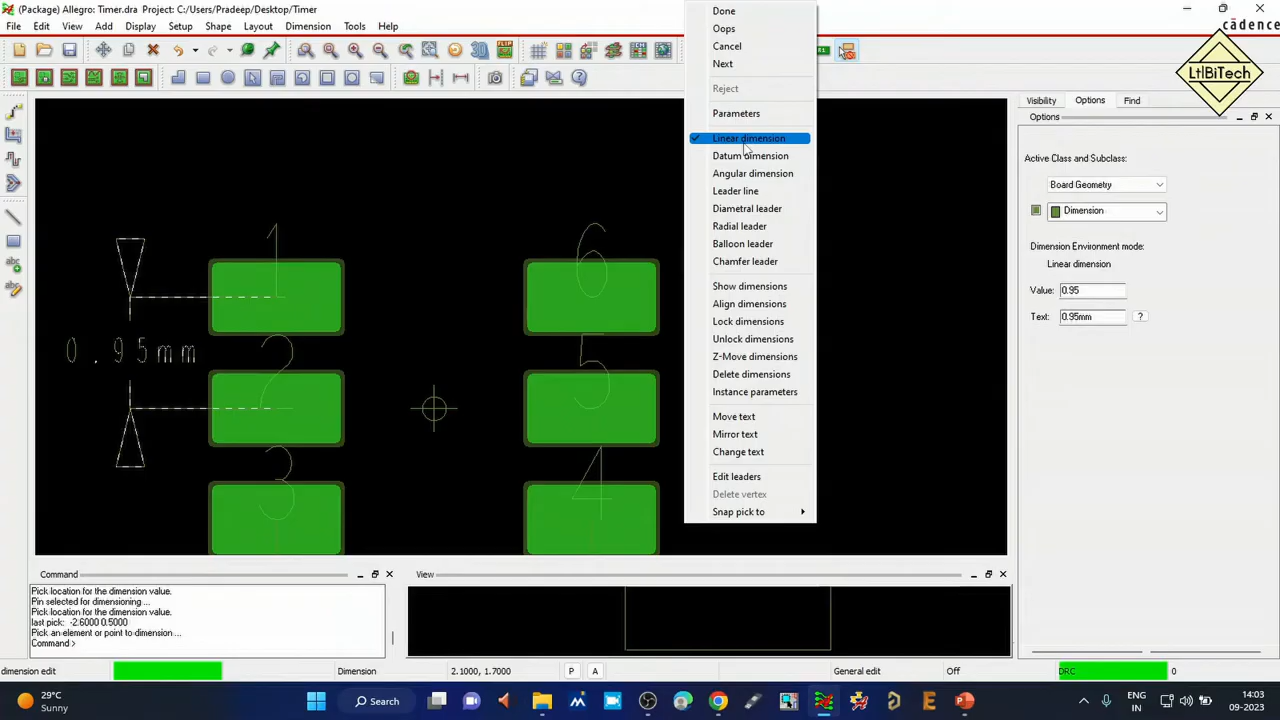 (Package) Allegro: Timer.dra Project: C:/Users/Pradeep/Desktop/Timer
cādence
File Edit View Add Display Setup Shape Layout Dimension Tools Help
LtlBiTech
Done
Oops
Cancel
Next
Reject
Parameters
Linear dimension
Datum dimension
Angular dimension
Leader line
Diametral leader
Radial leader
Balloon leader
Chamfer leader
Show dimensions
Align dimensions
Lock dimensions
Unlock dimensions
Z-Move dimensions
Delete dimensions
Instance parameters
Move text
Mirror text
Change text
Edit leaders
Delete vertex
Snap pick to
Visibility Options Find
Options
Active Class and Subclass:
Board Geometry
Dimension
Dimension Environment mode:
Linear dimension
Value: 0.95
Text: 0.95mm ?
1 6
0.95mm
2 5
3 4
Command
Pick location for the dimension value.
Pin selected for dimensioning ...
Pick location for the dimension value.
last pick: -2.6000 0.5000
Pick an element or point to dimension ...
Command >
View
dimension edit Dimension 2.1000, 1.7000 P A General edit Off DRC 0
29°C
Sunny
Search
ENG
IN
14:03
09-2023